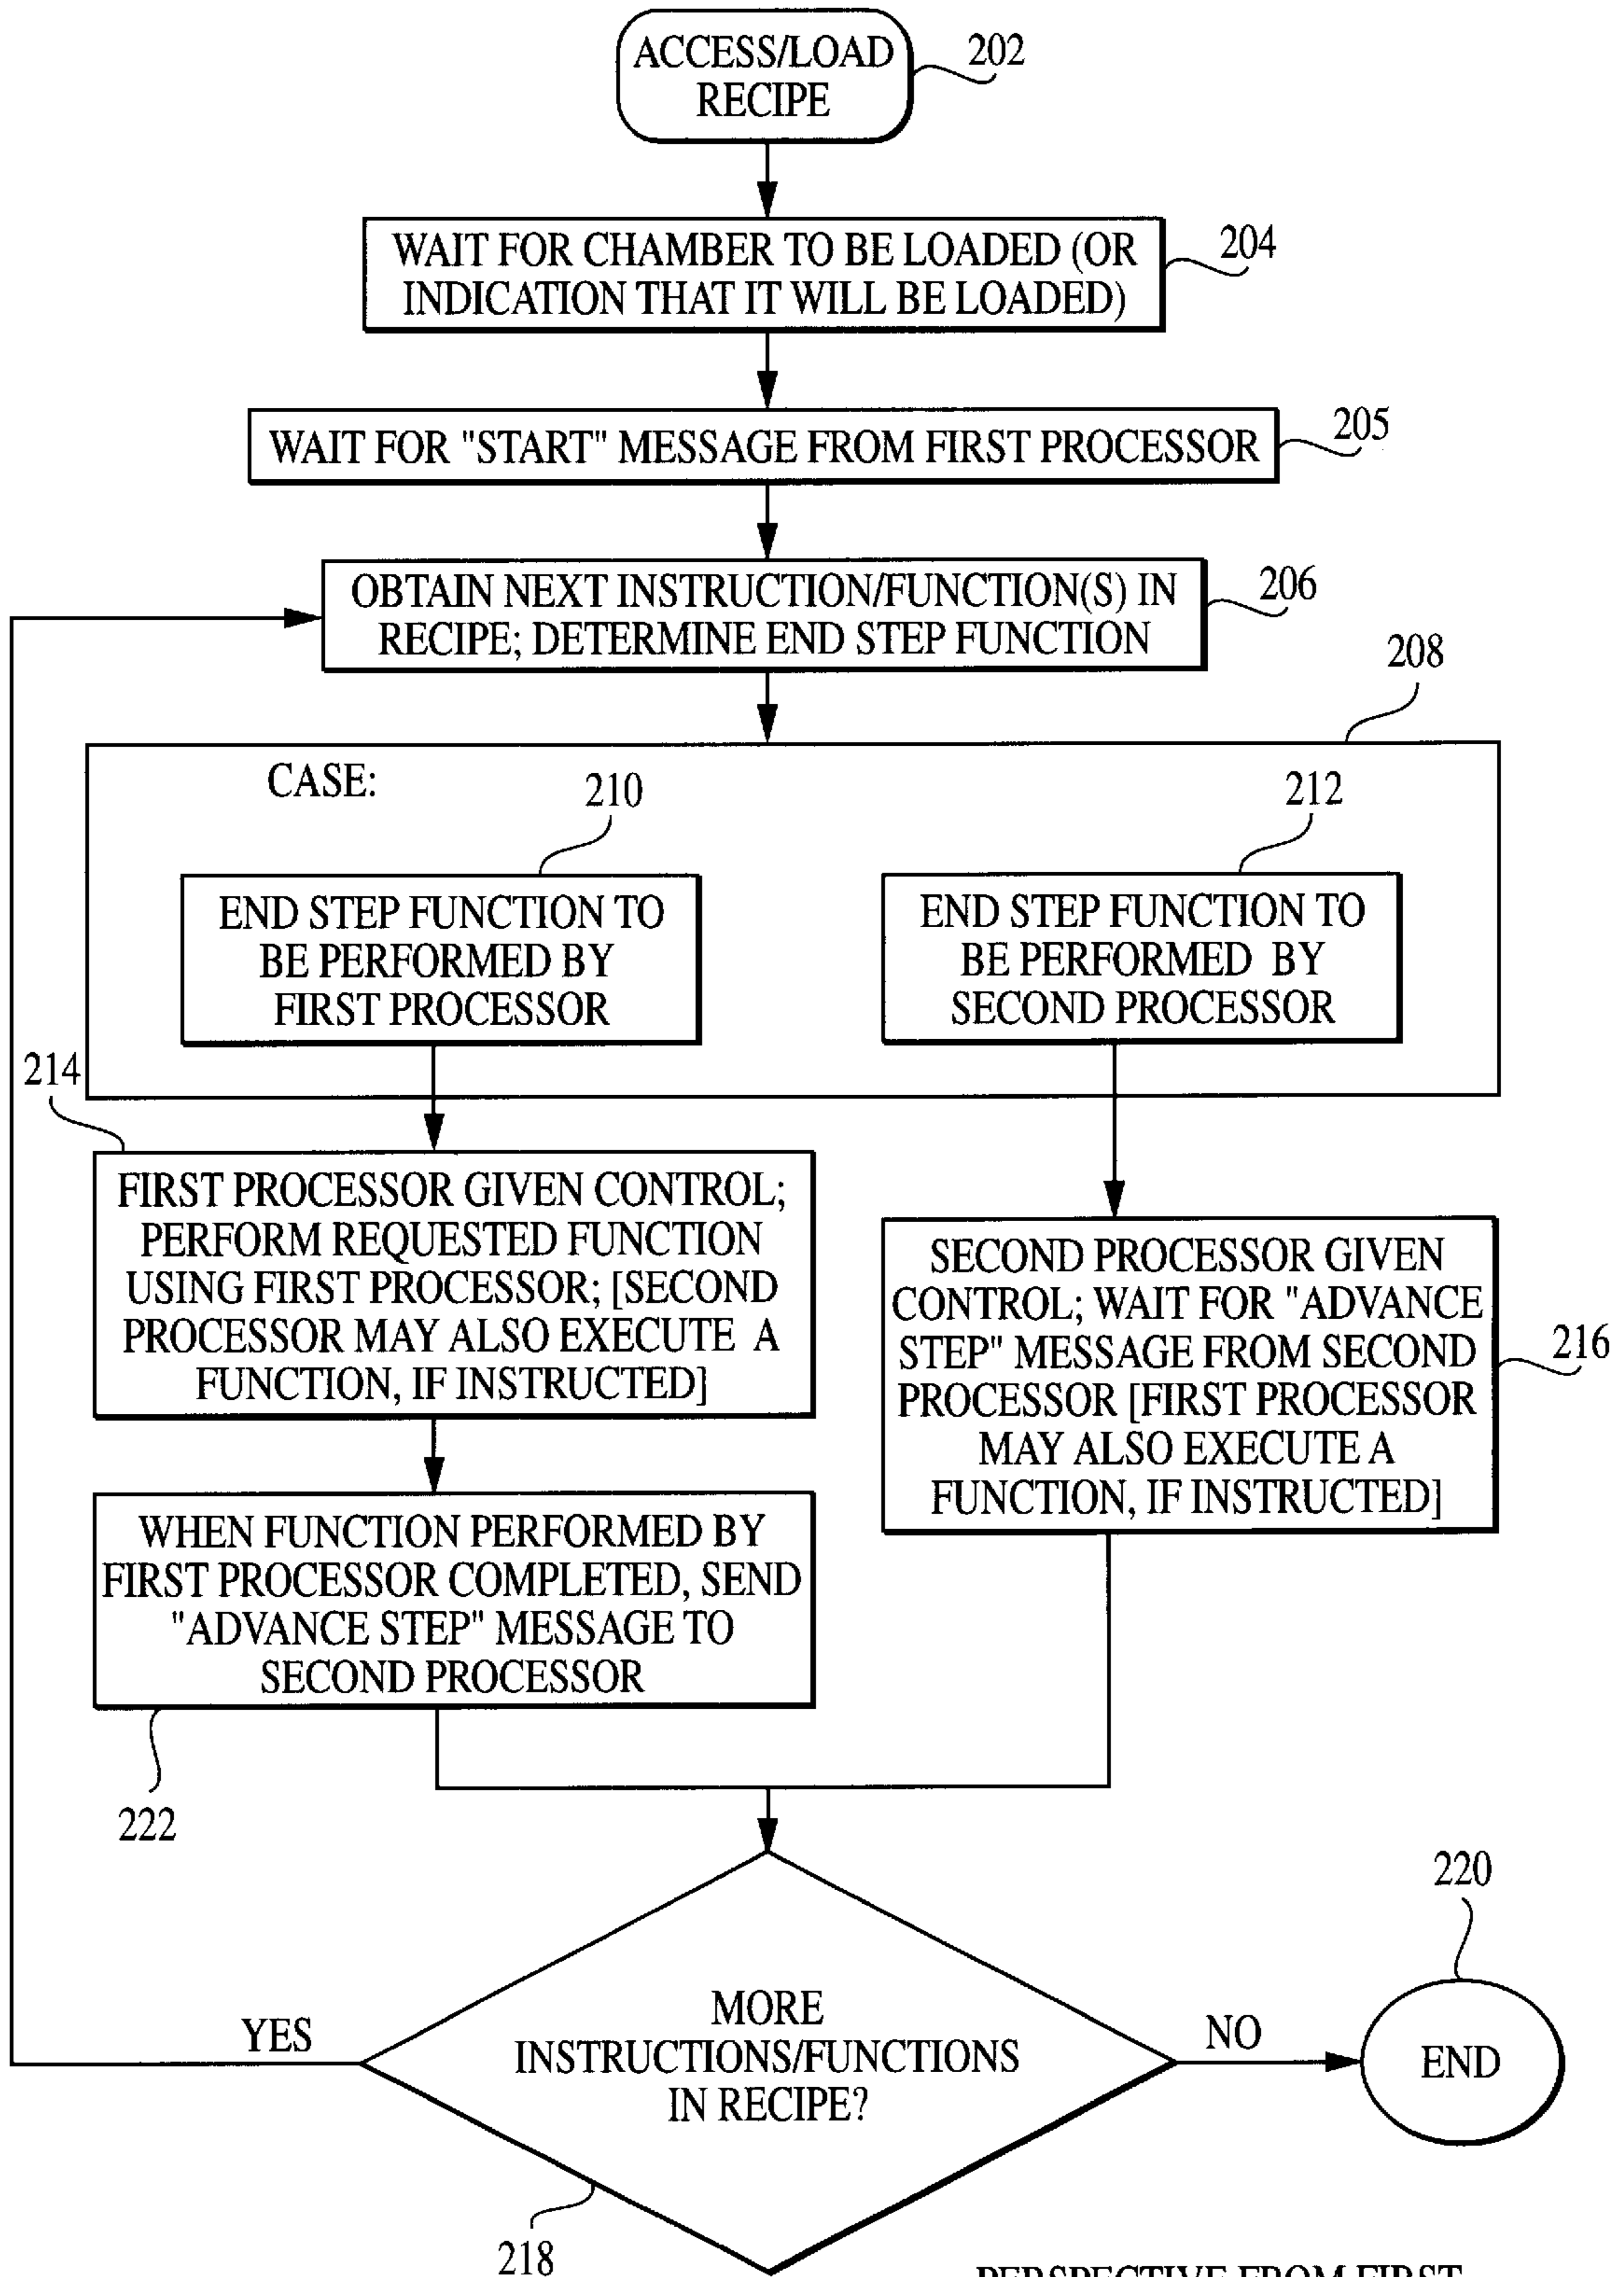 ACCESS/LOAD
RECIPE
202
WAIT FOR CHAMBER TO BE LOADED (OR
INDICATION THAT IT WILL BE LOADED)
204
WAIT FOR "START" MESSAGE FROM FIRST PROCESSOR
205
OBTAIN NEXT INSTRUCTION/FUNCTION(S) IN
RECIPE; DETERMINE END STEP FUNCTION
206
208
CASE:
210
END STEP FUNCTION TO
BE PERFORMED BY
FIRST PROCESSOR
212
END STEP FUNCTION TO
BE PERFORMED BY
SECOND PROCESSOR
214
FIRST PROCESSOR GIVEN CONTROL;
PERFORM REQUESTED FUNCTION
USING FIRST PROCESSOR; [SECOND
PROCESSOR MAY ALSO EXECUTE A
FUNCTION, IF INSTRUCTED]
SECOND PROCESSOR GIVEN
CONTROL; WAIT FOR "ADVANCE
STEP" MESSAGE FROM SECOND
PROCESSOR [FIRST PROCESSOR
MAY ALSO EXECUTE A
FUNCTION, IF INSTRUCTED]
216
WHEN FUNCTION PERFORMED BY
FIRST PROCESSOR COMPLETED, SEND
"ADVANCE STEP" MESSAGE TO
SECOND PROCESSOR
222
MORE
INSTRUCTIONS/FUNCTIONS
IN RECIPE?
YES
NO
220
END
218
PERSPECTIVE FROM FIRST